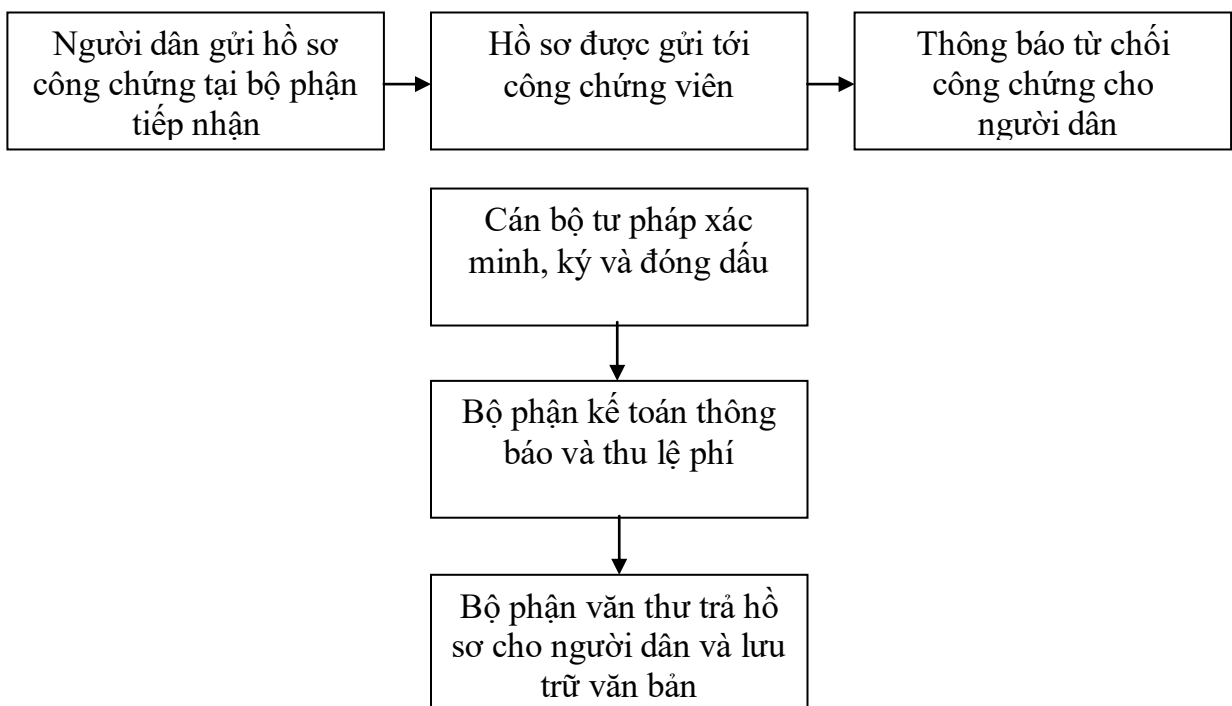 Người dân gửi hồ sơ
công chứng tại bộ phận
tiếp nhận
Hồ sơ được gửi tới
công chứng viên
Thông báo từ chối
công chứng cho
người dân
Cán bộ tư pháp xác
minh, ký và đóng dấu
Bộ phận kế toán thông
báo và thu lệ phí
Bộ phận văn thư trả hồ
sơ cho người dân và lưu
trữ văn bản